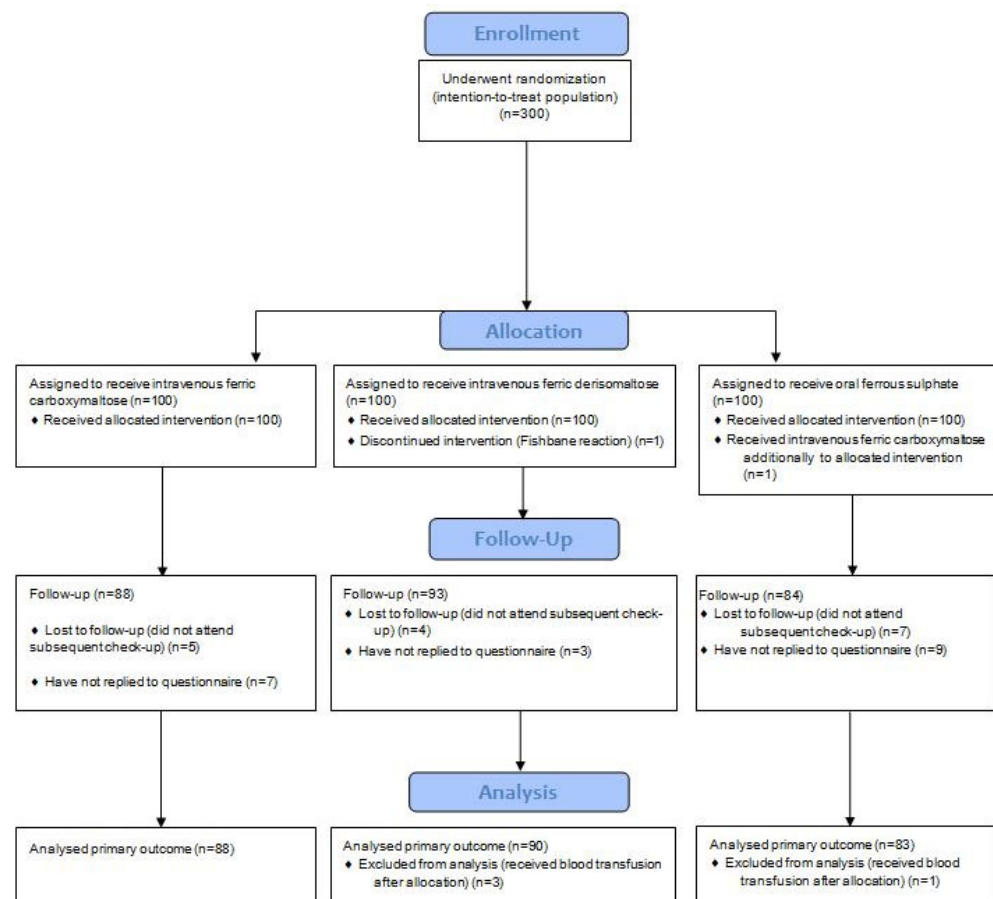 Enrollment
Underwent randomization
(intention-to-treat population)
(n=300)
Allocation
Assigned to receive intravenous ferric
carboxymaltose (n=100)
♦ Received allocated intervention (n=100)
Assigned to receive intravenous ferric derisomaltose
(n=100)
♦ Received allocated intervention (n=100)
♦ Discontinued intervention (Fishbane reaction) (n=1)
Assigned to receive oral ferrous sulphate
(n=100)
♦ Received allocated intervention (n=100)
♦ Received intravenous ferric carboxymatose
additionally to allocated intervention
(n=1)
Follow-Up
Follow-up (n=88)
♦ Lost to follow-up (did not attend
subsequent check-up) (n=5)
♦ Have not replied to questionnaire (n=7)
Follow-up (n=93)
♦ Lost to follow-up (did not attend subsequent check-
up) (n=4)
♦ Have not replied to questionnaire (n=3)
Follow-up (n=84)
♦ Lost to follow-up (did not attend
subsequent check-up) (n=7)
♦ Have not replied to questionnaire (n=9)
Analysis
Analysed primary outcome (n=88)
Analysed primary outcome (n=90)
♦ Excluded from analysis (received blood transfusion
after allocation) (n=3)
Analysed primary outcome (n=83)
♦ Excluded from analysis (received blood
transfusion after allocation) (n=1)